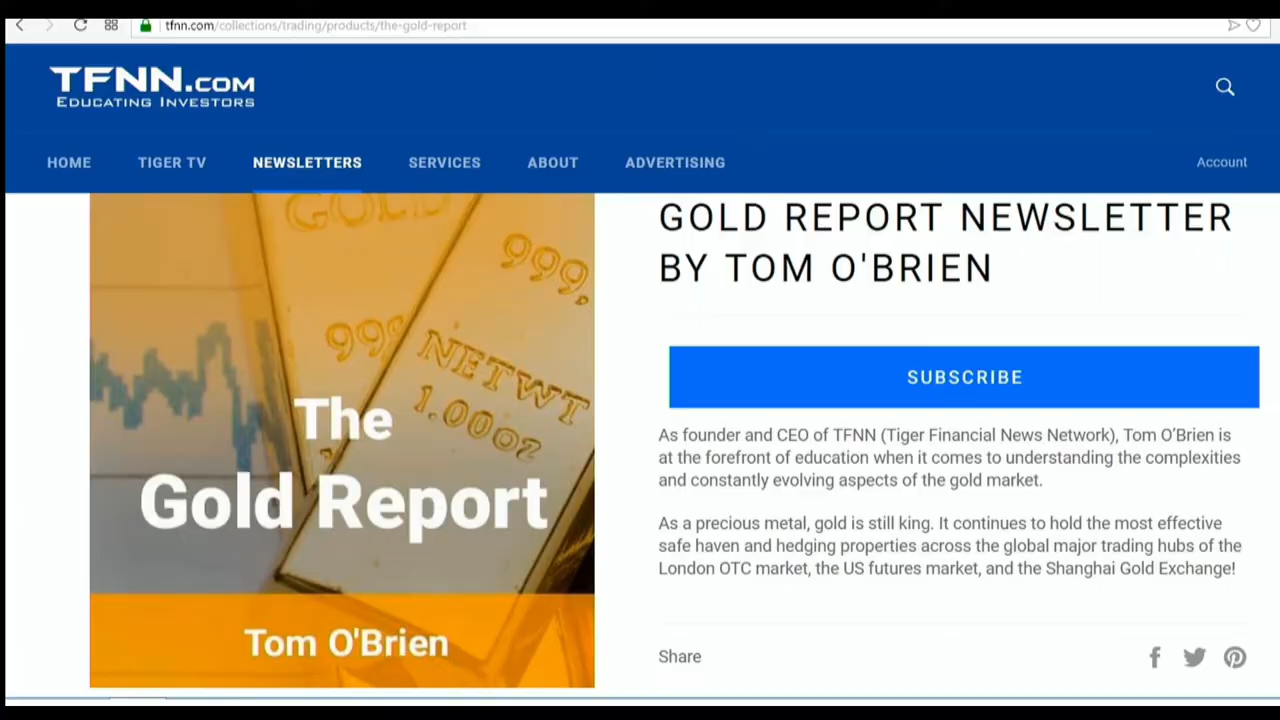 tfnn.com/collections/trading/products/the-gold-report
TFNN.COM
EDUCATING INVESTORS
HOME TIGER TV NEWSLETTERS SERVICES ABOUT ADVERTISING Account
GOLD
999,
999
NETWT
1.00oz
The
Gold Report
Tom O'Brien
GOLD REPORT NEWSLETTER
BY TOM O'BRIEN
SUBSCRIBE
As founder and CEO of TFNN (Tiger Financial News Network), Tom O’Brien is
at the forefront of education when it comes to understanding the complexities
and constantly evolving aspects of the gold market.
As a precious metal, gold is still king. It continues to hold the most effective
safe haven and hedging properties across the global major trading hubs of the
London OTC market, the US futures market, and the Shanghai Gold Exchange!
Share